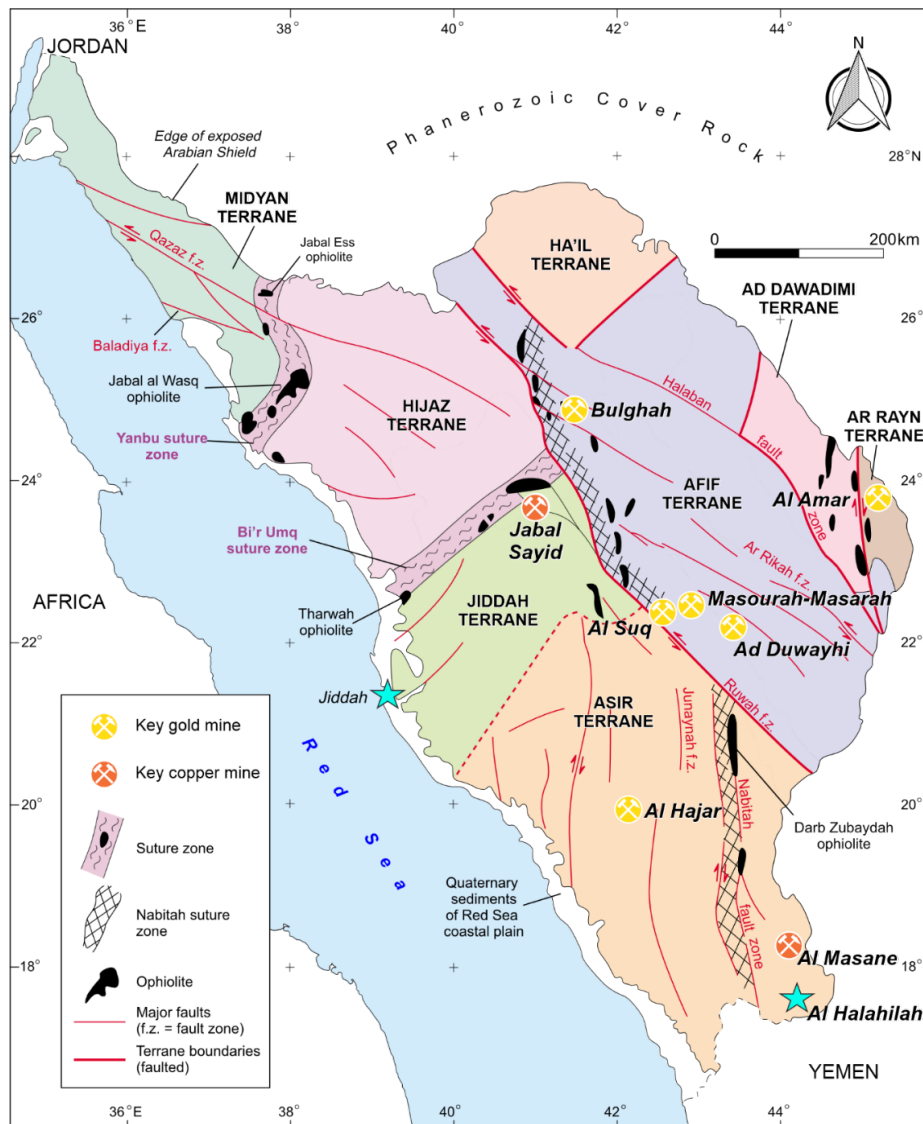 36°E
38°
40°
42°
44°
JORDAN
N
Phanerozoic Cover Rock
Edge of exposed
Arabian Shield
28°N
MIDYAN
TERRANE
Qazaz f.z.
Jabal Ess
ophiolite
HA'IL
TERRANE
0
200km
AD DAWADIMI
TERRANE
26°
26°
Baladiya f.z.
Jabal al Wasq
ophiolite
Halaban
fault
zone
HIJAZ
TERRANE
Bulghah
AR RAYN
TERRANE
Yanbu suture
zone
24°
24°
AFIF
TERRANE
Al Amar
Jabal
Sayid
Bi'r Umq
suture zone
Ar Rikah f.z.
AFRICA
Tharwah
ophiolite
JIDDAH
TERRANE
Masourah-Masarah
22°
22°
Al Suq
Ad Duwayhi
Jiddah
ASIR
TERRANE
Junaynah f.z.
Ruwah f.z.
Red Sea
Key gold mine
Key copper mine
Suture zone
Nabitah suture
zone
Ophiolite
Major faults
(f.z. = fault zone)
Terrane boundaries
(faulted)
20°
20°
Al Hajar
Nabitah
fault zone
Darb Zubaydah
ophiolite
Quaternary
sediments
of Red Sea
coastal plain
18°
18°
Al Masane
Al Halahilah
YEMEN
36°
38°
40°
42°
44°